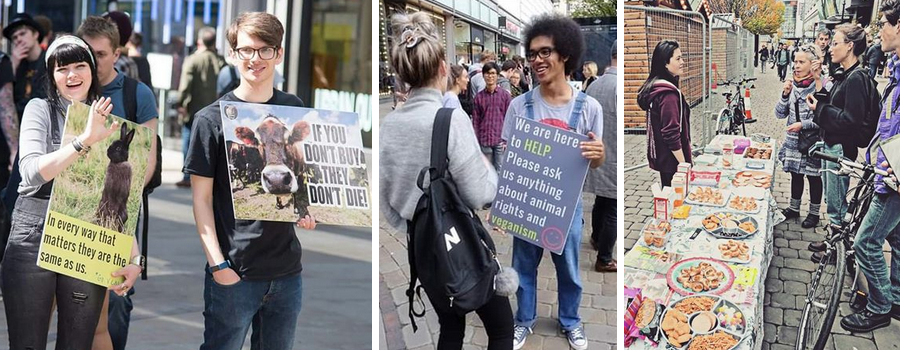 In every way that
matters they are the
same as us.
IF YOU
DON'T BUY
THEY
DON'T DIE!
We are here
to HELP.
Please ask
us anything
about animal
rights and
veganism.
N